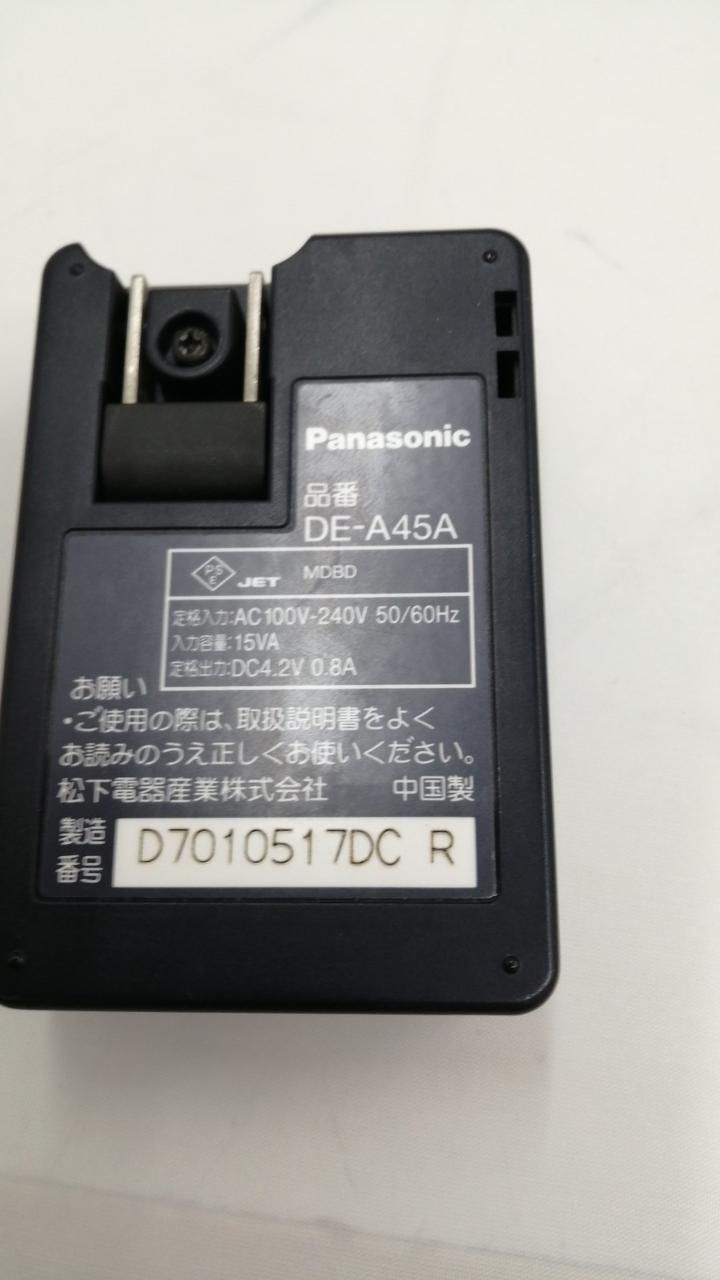 Panasonic
品番
DE-A45A
PS
E
JET MDBD
定格入力:AC100V-240V 50/60Hz
入力容量:15VA
定格出力:DC4.2V 0.8A
お願い
・ご使用の際は、取扱説明書をよく
お読みのうえ正しくお使いください。
松下電器産業株式会社 中国製
製造
番号
D7010517DC R